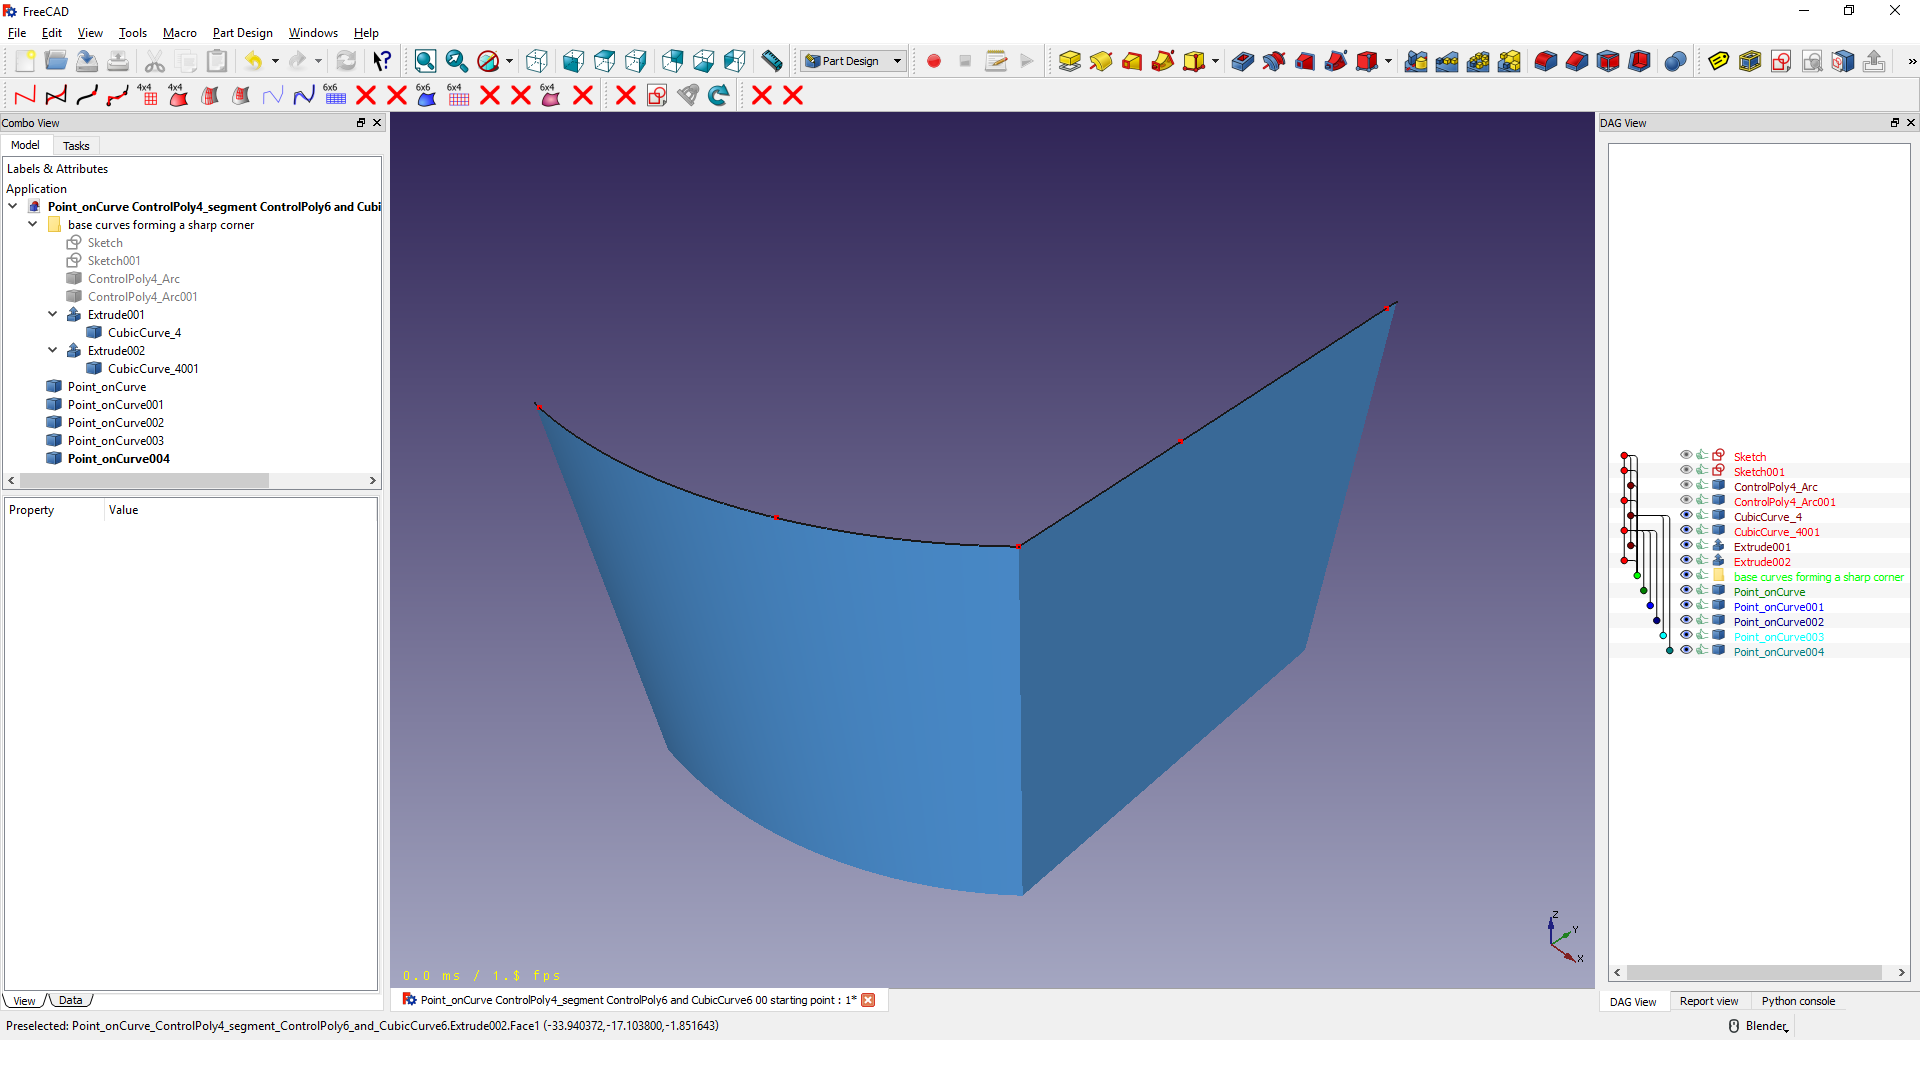 FreeCAD
File Edit View Tools Macro Part Design Windows Help
Part Design
4x4 4x4 6x6 6x6 6x4 6x4
Combo View
Model Tasks
Labels & Attributes
Application
Point_onCurve ControlPoly4_segment ControlPoly6 and Cubi
base curves forming a sharp corner
Sketch
Sketch001
ControlPoly4_Arc
ControlPoly4_Arc001
Extrude001
CubicCurve_4
Extrude002
CubicCurve_4001
Point_onCurve
Point_onCurve001
Point_onCurve002
Point_onCurve003
Point_onCurve004
Property Value
View Data
0.0 ms / 1.$ fps
Z
Y
X
Point_onCurve ControlPoly4_segment ControlPoly6 and CubicCurve6 00 starting point : 1*
DAG View
Sketch
Sketch001
ControlPoly4_Arc
ControlPoly4_Arc001
CubicCurve_4
CubicCurve_4001
Extrude001
Extrude002
base curves forming a sharp corner
Point_onCurve
Point_onCurve001
Point_onCurve002
Point_onCurve003
Point_onCurve004
DAG View Report view Python console
Preselected: Point_onCurve_ControlPoly4_segment_ControlPoly6_and_CubicCurve6.Extrude002.Face1 (-33.940372,-17.103800,-1.851643)
Blender